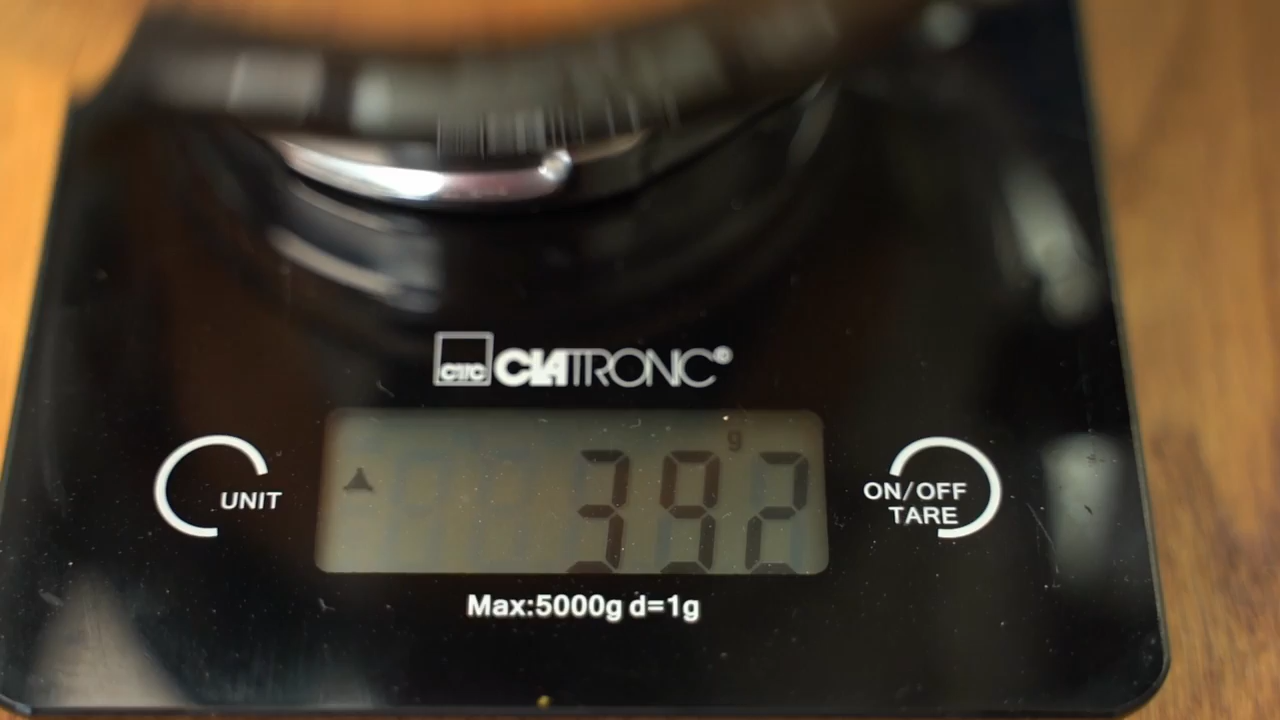 CTC CLATRONIC®
g
392
UNIT
ON/OFF
TARE
Max:5000g d=1g